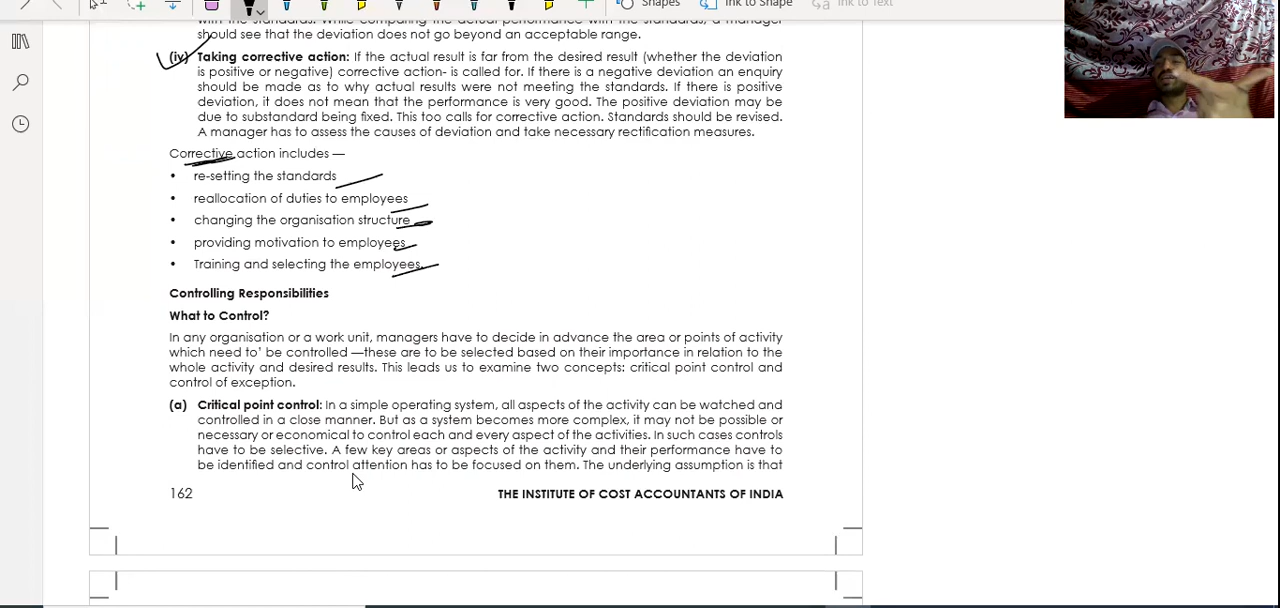 Shapes
Ink to Shape
Ink to Text
with the standards. While comparing the actual performance with the standards, a manager
should see that the deviation does not go beyond an acceptable range.
(iv) Taking corrective action: If the actual result is far from the desired result (whether the deviation
is positive or negative) corrective action- is called for. If there is a negative deviation an enquiry
should be made as to why actual results were not meeting the standards. If there is positive
deviation, it does not mean that the performance is very good. The positive deviation may be
due to substandard being fixed. This too calls for corrective action. Standards should be revised.
A manager has to assess the causes of deviation and take necessary rectification measures.
Corrective action includes —
• re-setting the standards
• reallocation of duties to employees
• changing the organisation structure
• providing motivation to employees
• Training and selecting the employees.
Controlling Responsibilities
What to Control?
In any organisation or a work unit, managers have to decide in advance the area or points of activity
which need to' be controlled —these are to be selected based on their importance in relation to the
whole activity and desired results. This leads us to examine two concepts: critical point control and
control of exception.
(a) Critical point control: In a simple operating system, all aspects of the activity can be watched and
controlled in a close manner. But as a system becomes more complex, it may not be possible or
necessary or economical to control each and every aspect of the activities. In such cases controls
have to be selective. A few key areas or aspects of the activity and their performance have to
be identified and control attention has to be focused on them. The underlying assumption is that
162 THE INSTITUTE OF COST ACCOUNTANTS OF INDIA